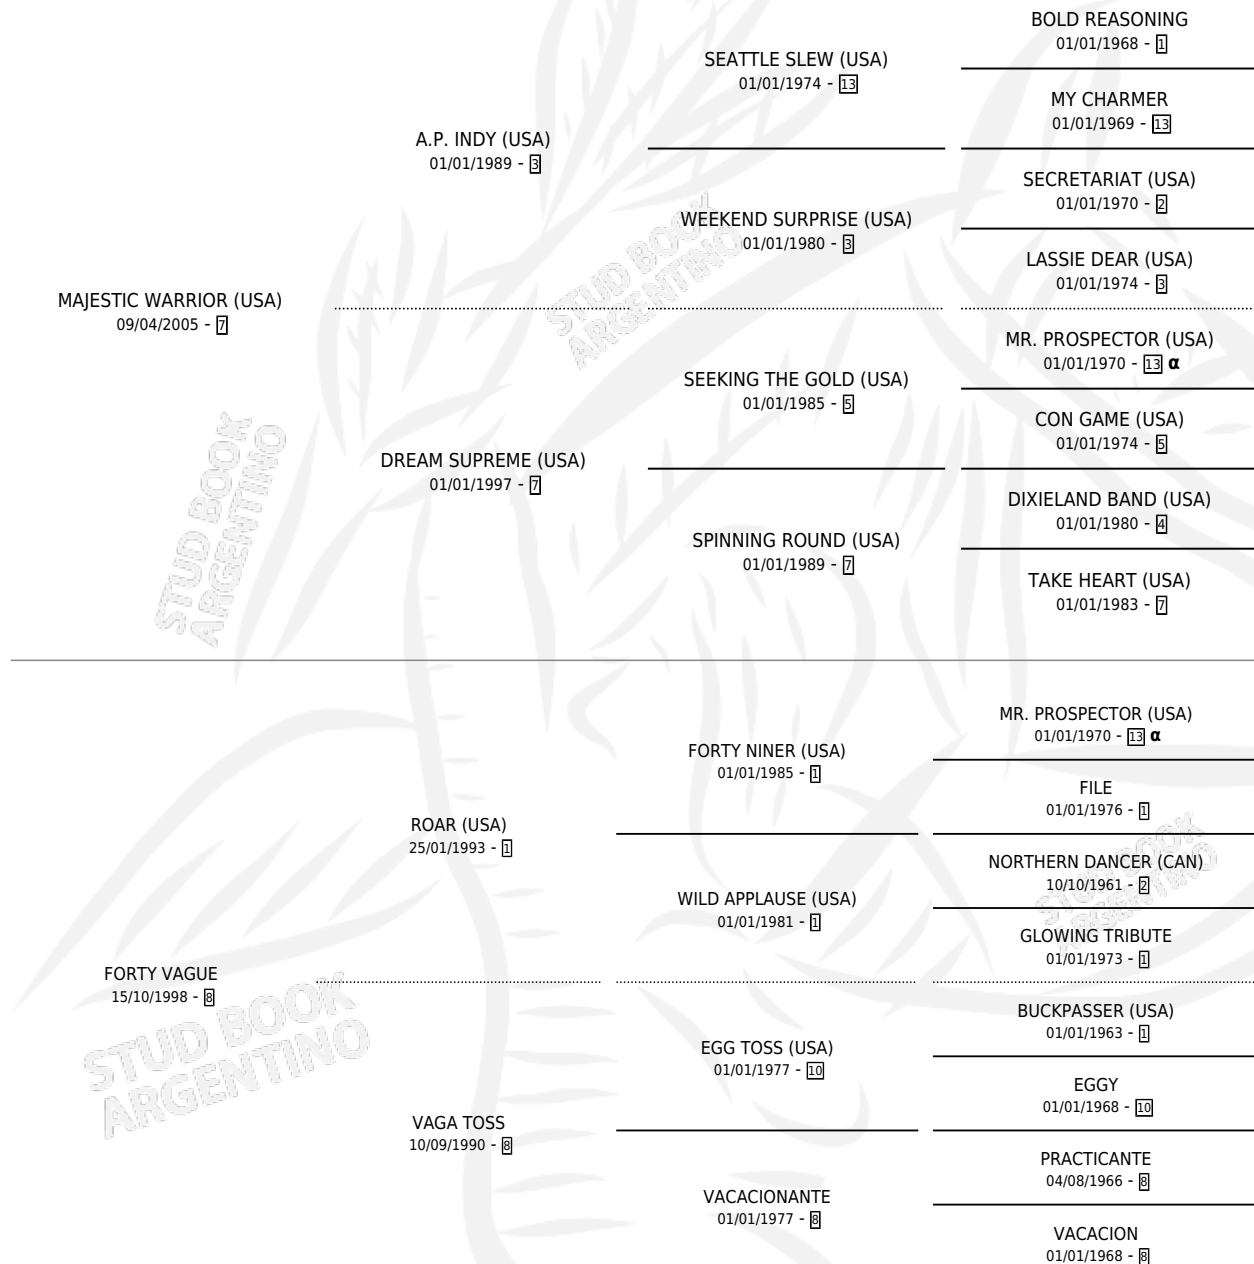 BOLD REASONING
01/01/1968 - 1
SEATTLE SLEW (USA)
01/01/1974 - 13
MY CHARMER
01/01/1969 - 13
A.P. INDY (USA)
01/01/1989 - 3
SECRETARIAT (USA)
01/01/1970 - 2
WEEKEND SURPRISE (USA)
01/01/1980 - 3
LASSIE DEAR (USA)
01/01/1974 - 3
MAJESTIC WARRIOR (USA)
09/04/2005 - 7
MR. PROSPECTOR (USA)
01/01/1970 - 13 α
SEEKING THE GOLD (USA)
01/01/1985 - 5
CON GAME (USA)
01/01/1974 - 5
DREAM SUPREME (USA)
01/01/1997 - 7
DIXIELAND BAND (USA)
01/01/1980 - 4
SPINNING ROUND (USA)
01/01/1989 - 7
TAKE HEART (USA)
01/01/1983 - 7
MR. PROSPECTOR (USA)
01/01/1970 - 13 α
FORTY NINER (USA)
01/01/1985 - 1
FILE
01/01/1976 - 1
ROAR (USA)
25/01/1993 - 1
NORTHERN DANCER (CAN)
10/10/1961 - 2
WILD APPLAUSE (USA)
01/01/1981 - 1
GLOWING TRIBUTE
01/01/1973 - 1
FORTY VAGUE
15/10/1998 - 8
BUCKPASSER (USA)
01/01/1963 - 1
EGG TOSS (USA)
01/01/1977 - 10
EGGY
01/01/1968 - 10
VAGA TOSS
10/09/1990 - 8
PRACTICANTE
04/08/1966 - 8
VACACIONANTE
01/01/1977 - 8
VACACION
01/01/1968 - 8
STUD BOOK
ARGENTINO
STUD BOOK
ARGENTINO
STUD BOOK
ARGENTINO
STUD BOOK
ARGENTINO